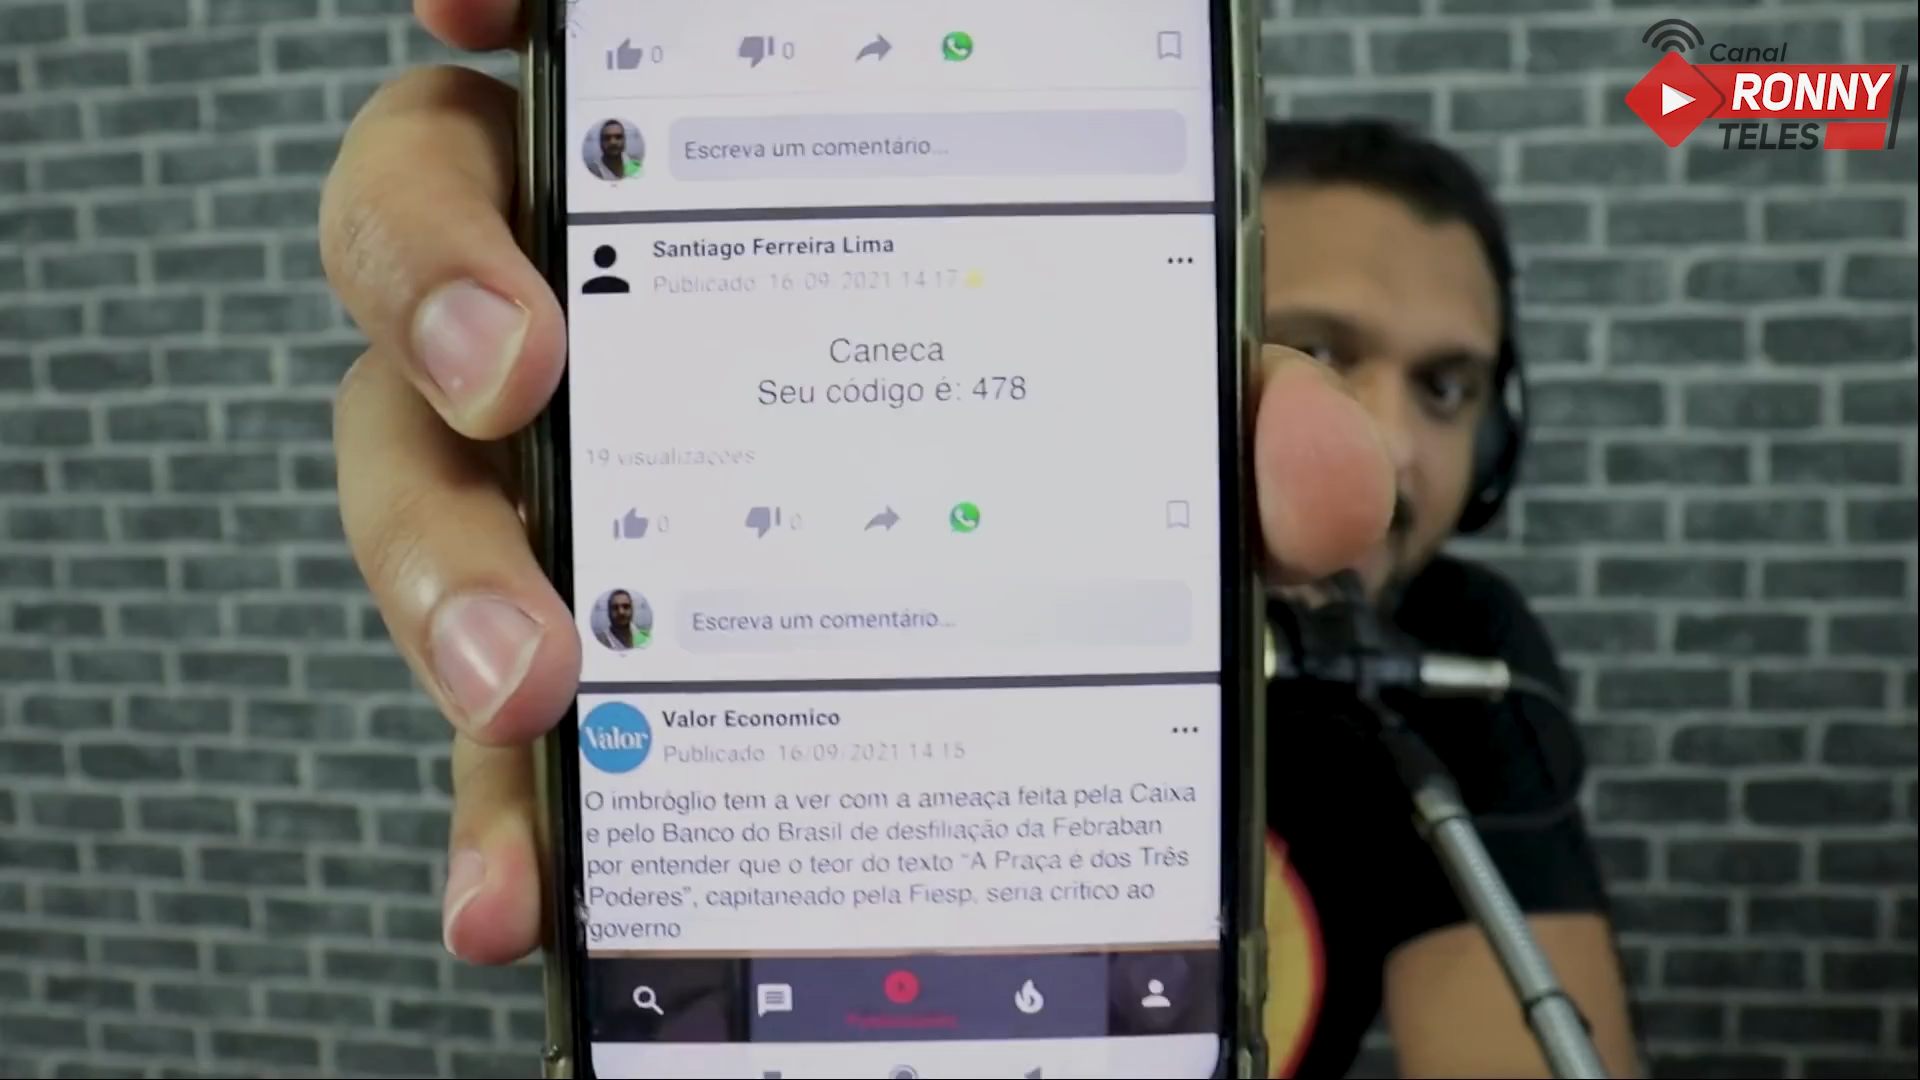 Canal
RONNY
TELES
0
0
Escreva um comentário...
Santiago Ferreira Lima
Publicado 16 09 2021 14 17
Caneca
Seu código é: 478
19 visualizações
0
0
Escreva um comentário...
Valor
Valor Economico
Publicado 16/09/2021 14 15
O imbróglio tem a ver com a ameaça feita pela Caixa
e pelo Banco do Brasil de desfiliação da Febraban
por entender que o teor do texto “A Praça é dos Três
Poderes”, capitaneado pela Fiesp, seria crítico ao
governo